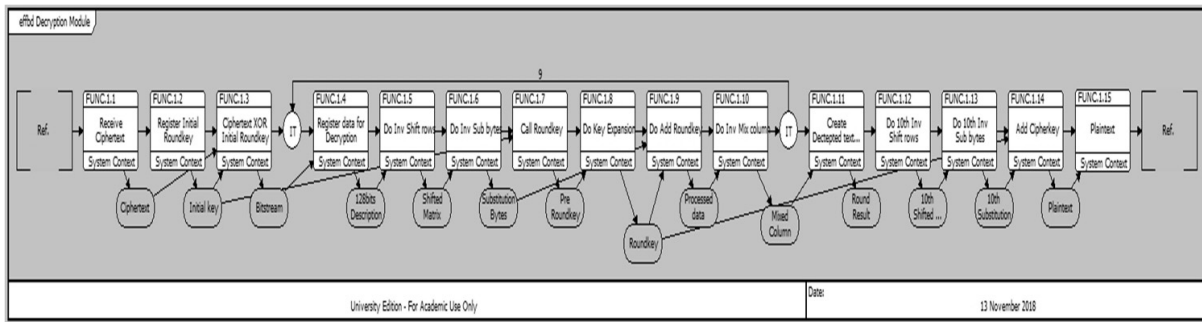 effbd Decryption Module
9
Ref.
FUNC.1.1
Receive
Ciphertext
System Context
FUNC.1.2
Register Initial
Roundkey
System Context
FUNC.1.3
Ciphertext XOR
Initial Roundkey
System Context
IT
FUNC.1.4
Register data for
Decryption
System Context
FUNC.1.5
Do Inv Shift rows
System Context
FUNC.1.6
Do Inv Sub bytes
System Context
FUNC.1.7
Call Roundkey
System Context
FUNC.1.8
Do Key Expansion
System Context
FUNC.1.9
Do Add Roundkey
System Context
FUNC.1.10
Do Inv Mix column
System Context
IT
FUNC.1.11
Create
Dectepted text...
System Context
FUNC.1.12
Do 10th Inv
Shift rows
System Context
FUNC.1.13
Do 10th Inv
Sub bytes
System Context
FUNC.1.14
Add Cipherkey
System Context
FUNC.1.15
Plaintext
System Context
Ref.
Ciphertext
Initial key
Bitstream
128bits
Description
Shifted
Matrix
Substitution
Bytes
Pre
Roundkey
Roundkey
Processed
data
Mixed
Column
Round
Result
10th
Shifted ...
10th
Substitution
Plaintext
University Edition - For Academic Use Only
Date:
13 November 2018